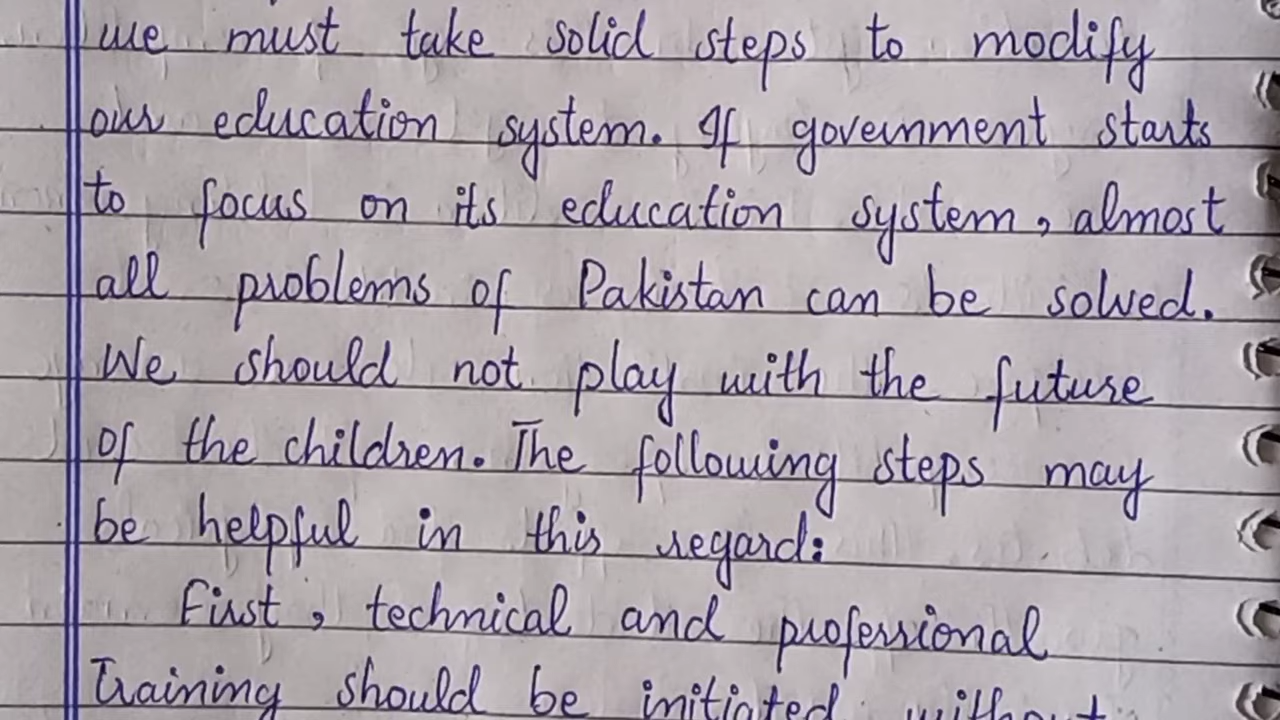 we must take solid steps to modify
our education system. If government starts
to focus on its education system, almost
all problems of Pakistan can be solved.
We should not play with the future
of the children. The following steps may
be helpful in this regard:
First, technical and professional
Training should be initiated without